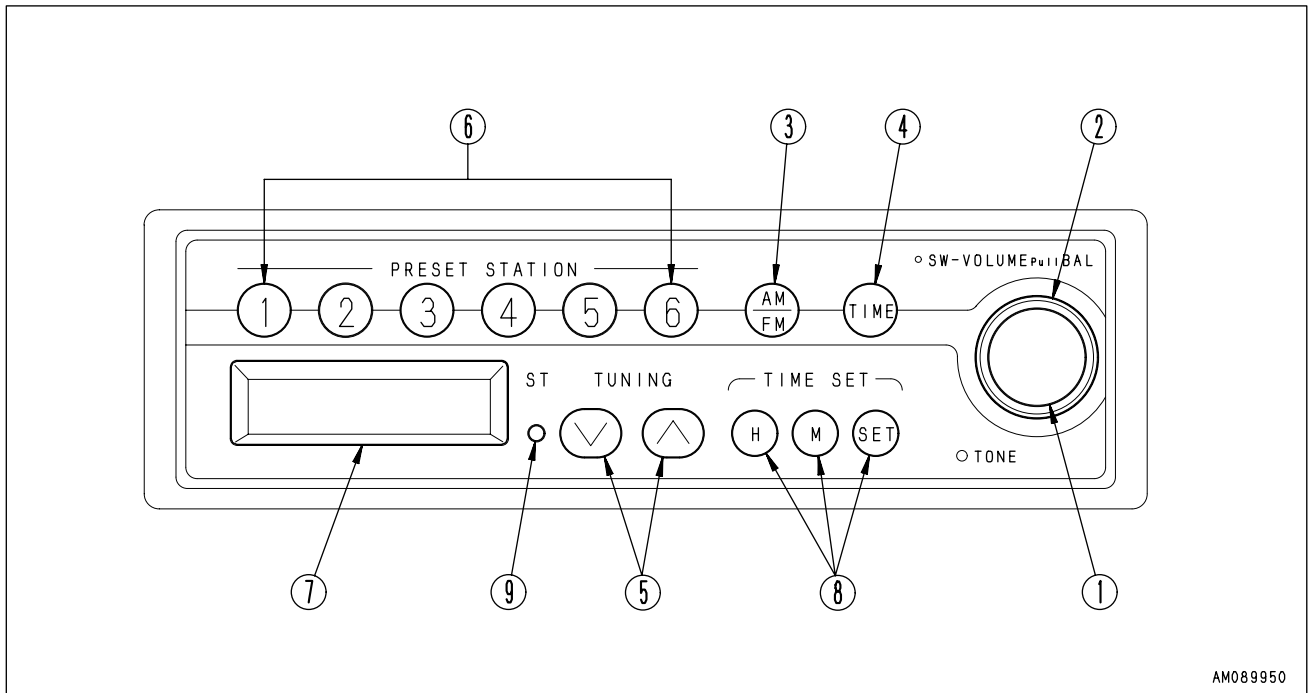 ⑥ ③ ④ ②
SW-VOLUME Pull BAL
PRESET STATION
1 2 3 4 5 6 AM FM TIME
ST TUNING TIME SET
H M SET
TONE
⑦ ⑨ ⑤ ⑧ ①
AM089950